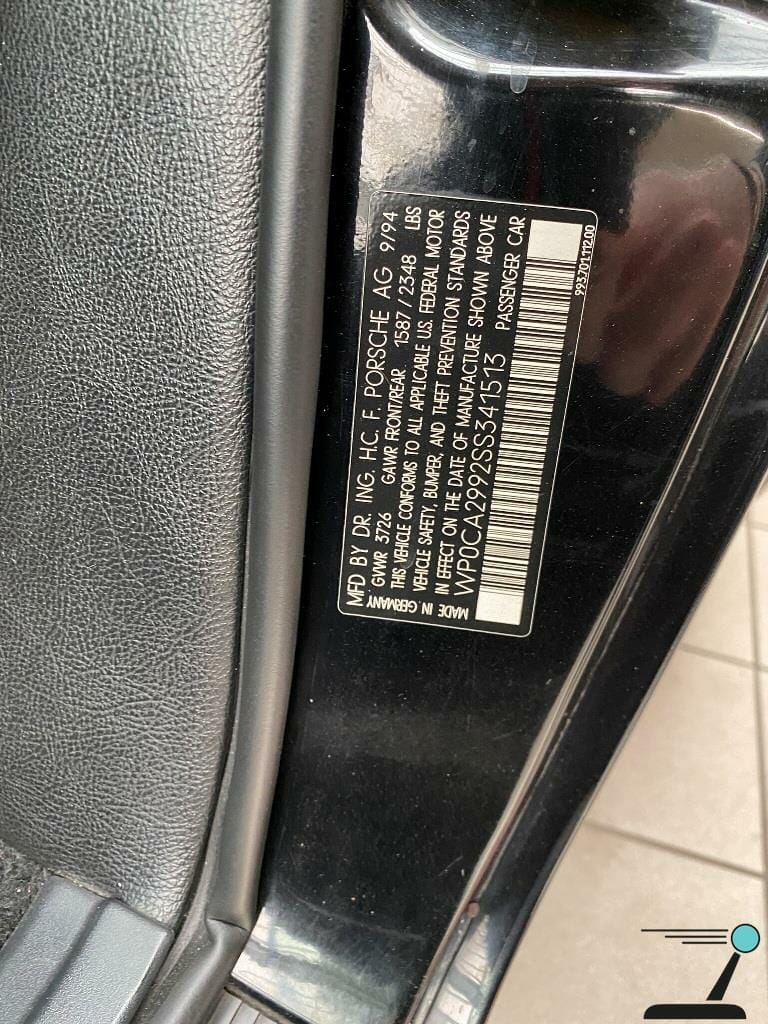 MFD BY DR. ING. H.C. F. PORSCHE AG 9/94
GVWR 3726 GAWR FRONT/REAR 1587/2348 LBS
THIS VEHICLE CONFORMS TO ALL APPLICABLE U.S. FEDERAL MOTOR
VEHICLE SAFETY, BUMPER, AND THEFT PREVENTION STANDARDS
IN EFFECT ON THE DATE OF MANUFACTURE SHOWN ABOVE
WP0CA2992SS341513 PASSENGER CAR
MADE IN GERMANY
993.701.112.00